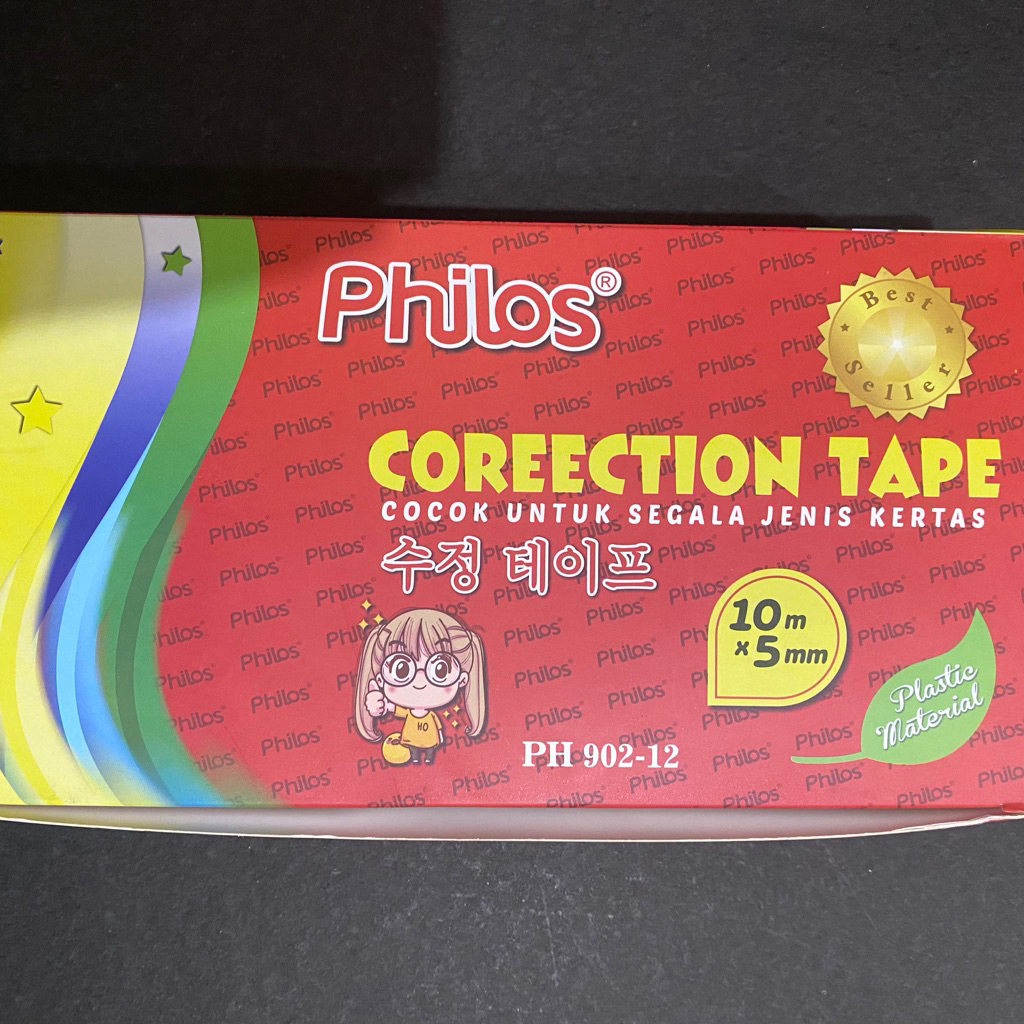 Philos®
Best
Seller
COREECTION TAPE
COCOK UNTUK SEGALA JENIS KERTAS
수정 테이프
10m
x 5mm
Plastic
Material
HO
PH 902-12